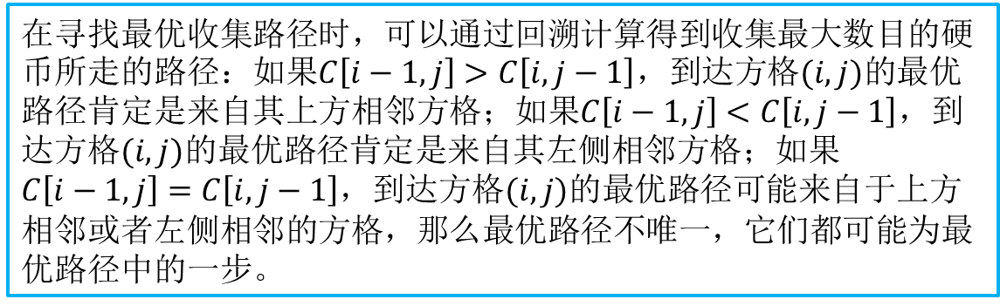 在寻找最优收集路径时，可以通过回溯计算得到收集最大数目的硬
币所走的路径：如果C[i − 1, j] > C[i, j − 1]，到达方格(i, j)的最优
路径肯定是来自其上方相邻方格；如果C[i − 1, j] < C[i, j − 1]，到
达方格(i, j)的最优路径肯定是来自其左侧相邻方格；如果
C[i − 1, j] = C[i, j − 1]，到达方格(i, j)的最优路径可能来自于上方
相邻或者左侧相邻的方格，那么最优路径不唯一，它们都可能为最
优路径中的一步。